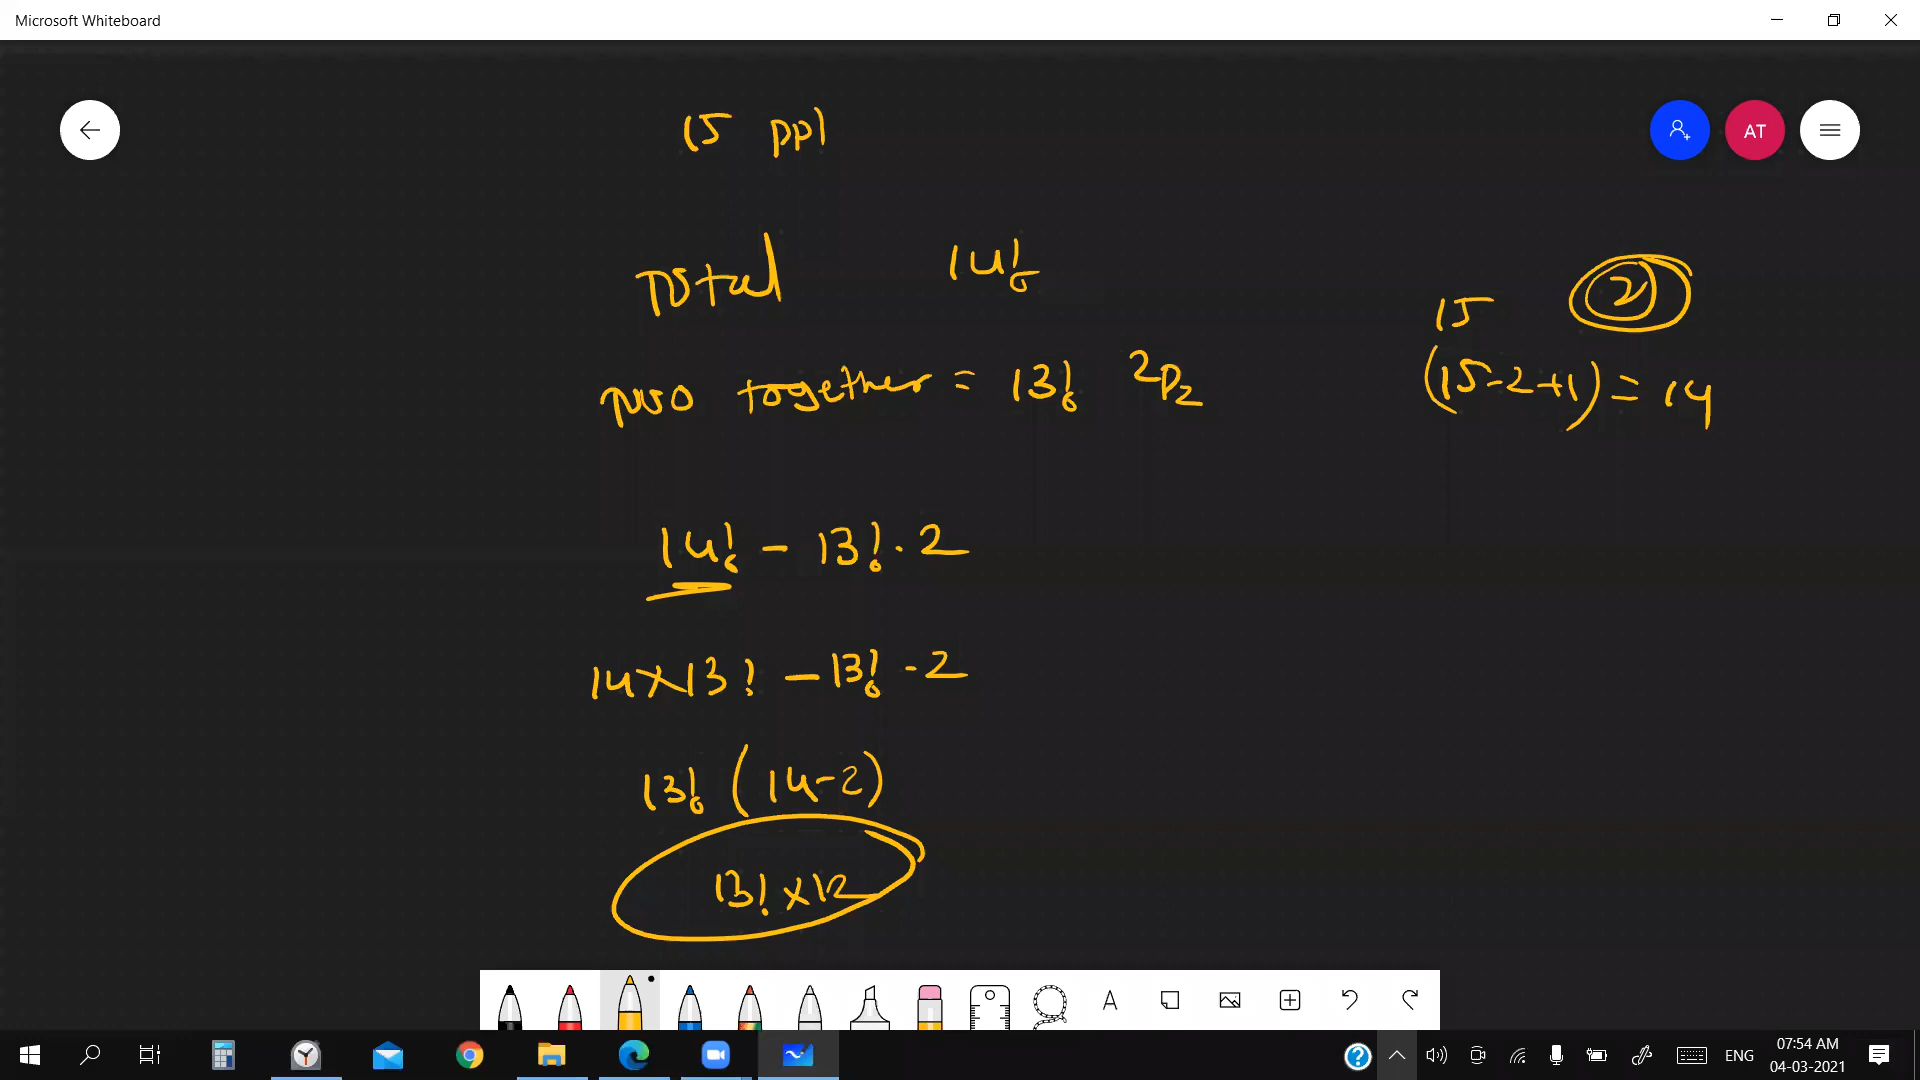 Microsoft Whiteboard
15 ppl
AT
Total 14!
two together = 13! ²P₂
15 2
(15-2+1) = 14
14! - 13! · 2
14×13! - 13! · 2
13! (14-2)
13! ×12
A
ENG
07:54 AM
04-03-2021